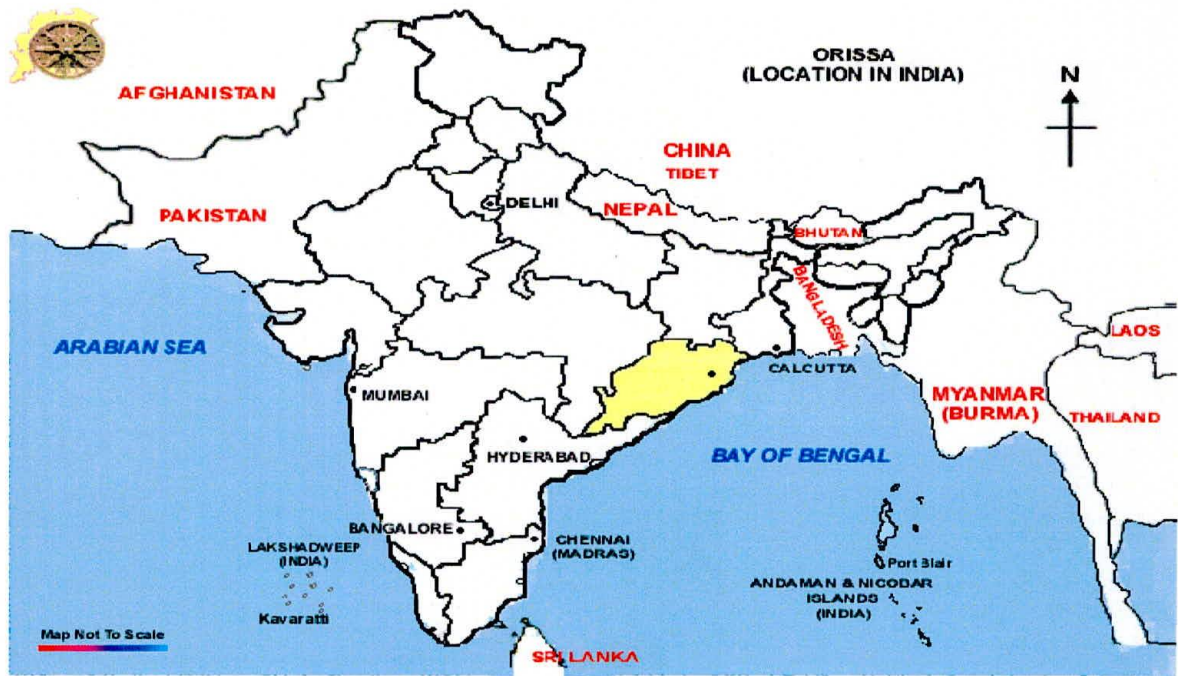 ORISSA
(LOCATION IN INDIA)
N
AFGHANISTAN
CHINA
TIBET
PAKISTAN
DELHI
NEPAL
BHUTAN
BANGLADESH
ARABIAN SEA
LAOS
CALCUTTA
MUMBAI
MYANMAR
(BURMA)
THAILAND
HYDERABAD
BAY OF BENGAL
BANGALORE
CHENNAI
(MADRAS)
LAKSHADWEEP
(INDIA)
Port Blair
ANDAMAN & NICOBAR
ISLANDS
(INDIA)
Kavaratti
Map Not To Scale
SRI LANKA